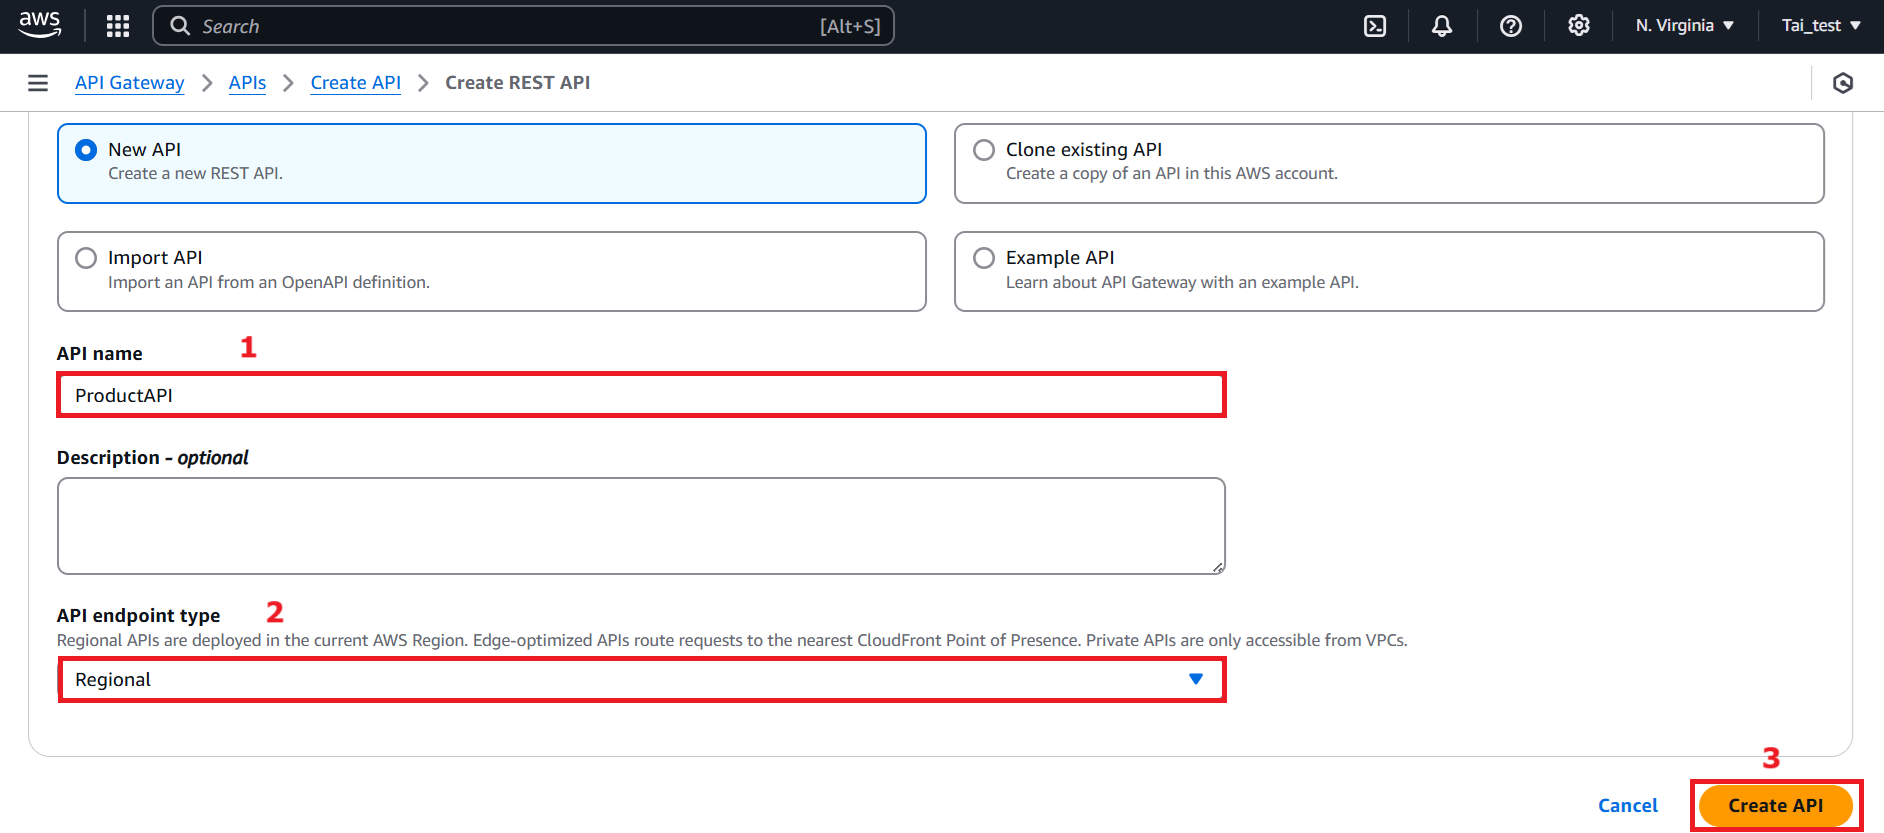 aws Search [Alt+S] N. Virginia Tai_test
API Gateway APIs Create API Create REST API
New API
Create a new REST API.
Clone existing API
Create a copy of an API in this AWS account.
Import API
Import an API from an OpenAPI definition.
Example API
Learn about API Gateway with an example API.
API name 1
ProductAPI
Description - optional
API endpoint type 2
Regional APIs are deployed in the current AWS Region. Edge-optimized APIs route requests to the nearest CloudFront Point of Presence. Private APIs are only accessible from VPCs.
Regional
3
Cancel Create API